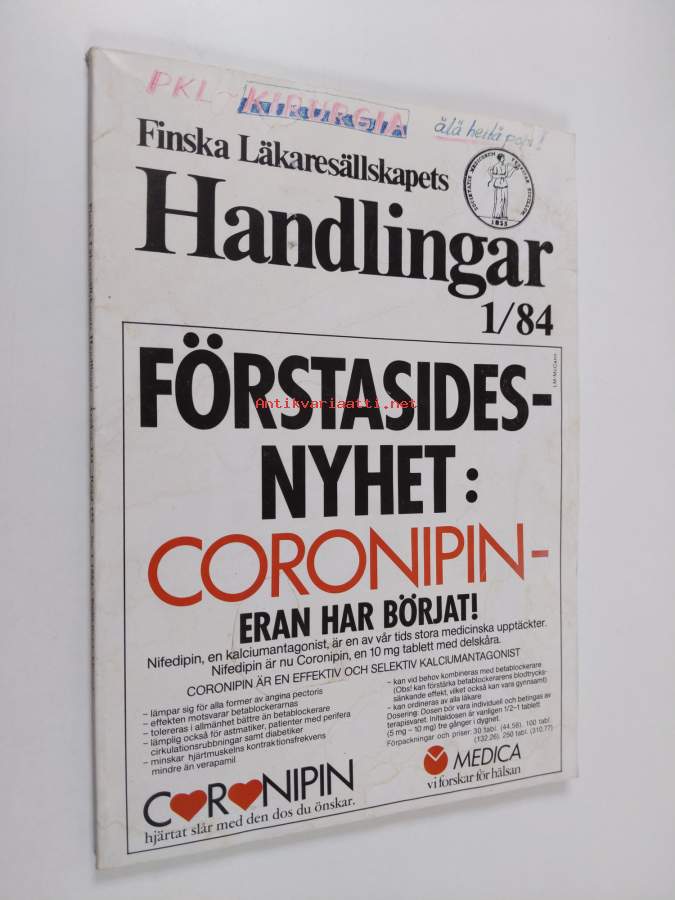 PKL - KIRURGIA
älä heitä pois!
Finska Läkaresällskapets
Handlingar
1855
1/84
FÖRSTASIDES-
Antikvariaatti.net
NYHET:
CORONIPIN-
ERAN HAR BÖRJAT!
Nifedipin, en kalciumantagonist, är en av vår tids stora medicinska upptäckter.
Nifedipin är nu Coronipin, en 10 mg tablett med delskåra.
CORONIPIN ÄR EN EFFEKTIV OCH SELEKTIV KALCIUMANTAGONIST
– lämpar sig för alla former av angina pectoris
– effekten motsvarar betablockerarnas
– tolereras i allmänhet bättre än betablockerare
– lämplig också för astmatiker, patienter med perifera
cirkulationsrubbningar samt diabetiker
– minskar hjärtmuskelns kontraktionsfrekvens
mindre än verapamil
– kan vid behov kombineras med betablockerare
(Obs! kan förstärka betablockerarens blodtrycks-
sänkande effekt, vilket också kan vara gynnsamt)
– kan ordineras av alla läkare
Dosering: Dosen bör vara individuell och betingas av
terapisvaret. Initialdosen är vanligen 1/2–1 tablett
(5 mg – 10 mg) tre gånger i dygnet.
Förpackningar och priser: 30 tabl. (44.56), 100 tabl.
(132.26), 250 tabl. (310.77)
CORONIPIN
hjärtat slår med den dos du önskar.
MEDICA
vi forskar för hälsan